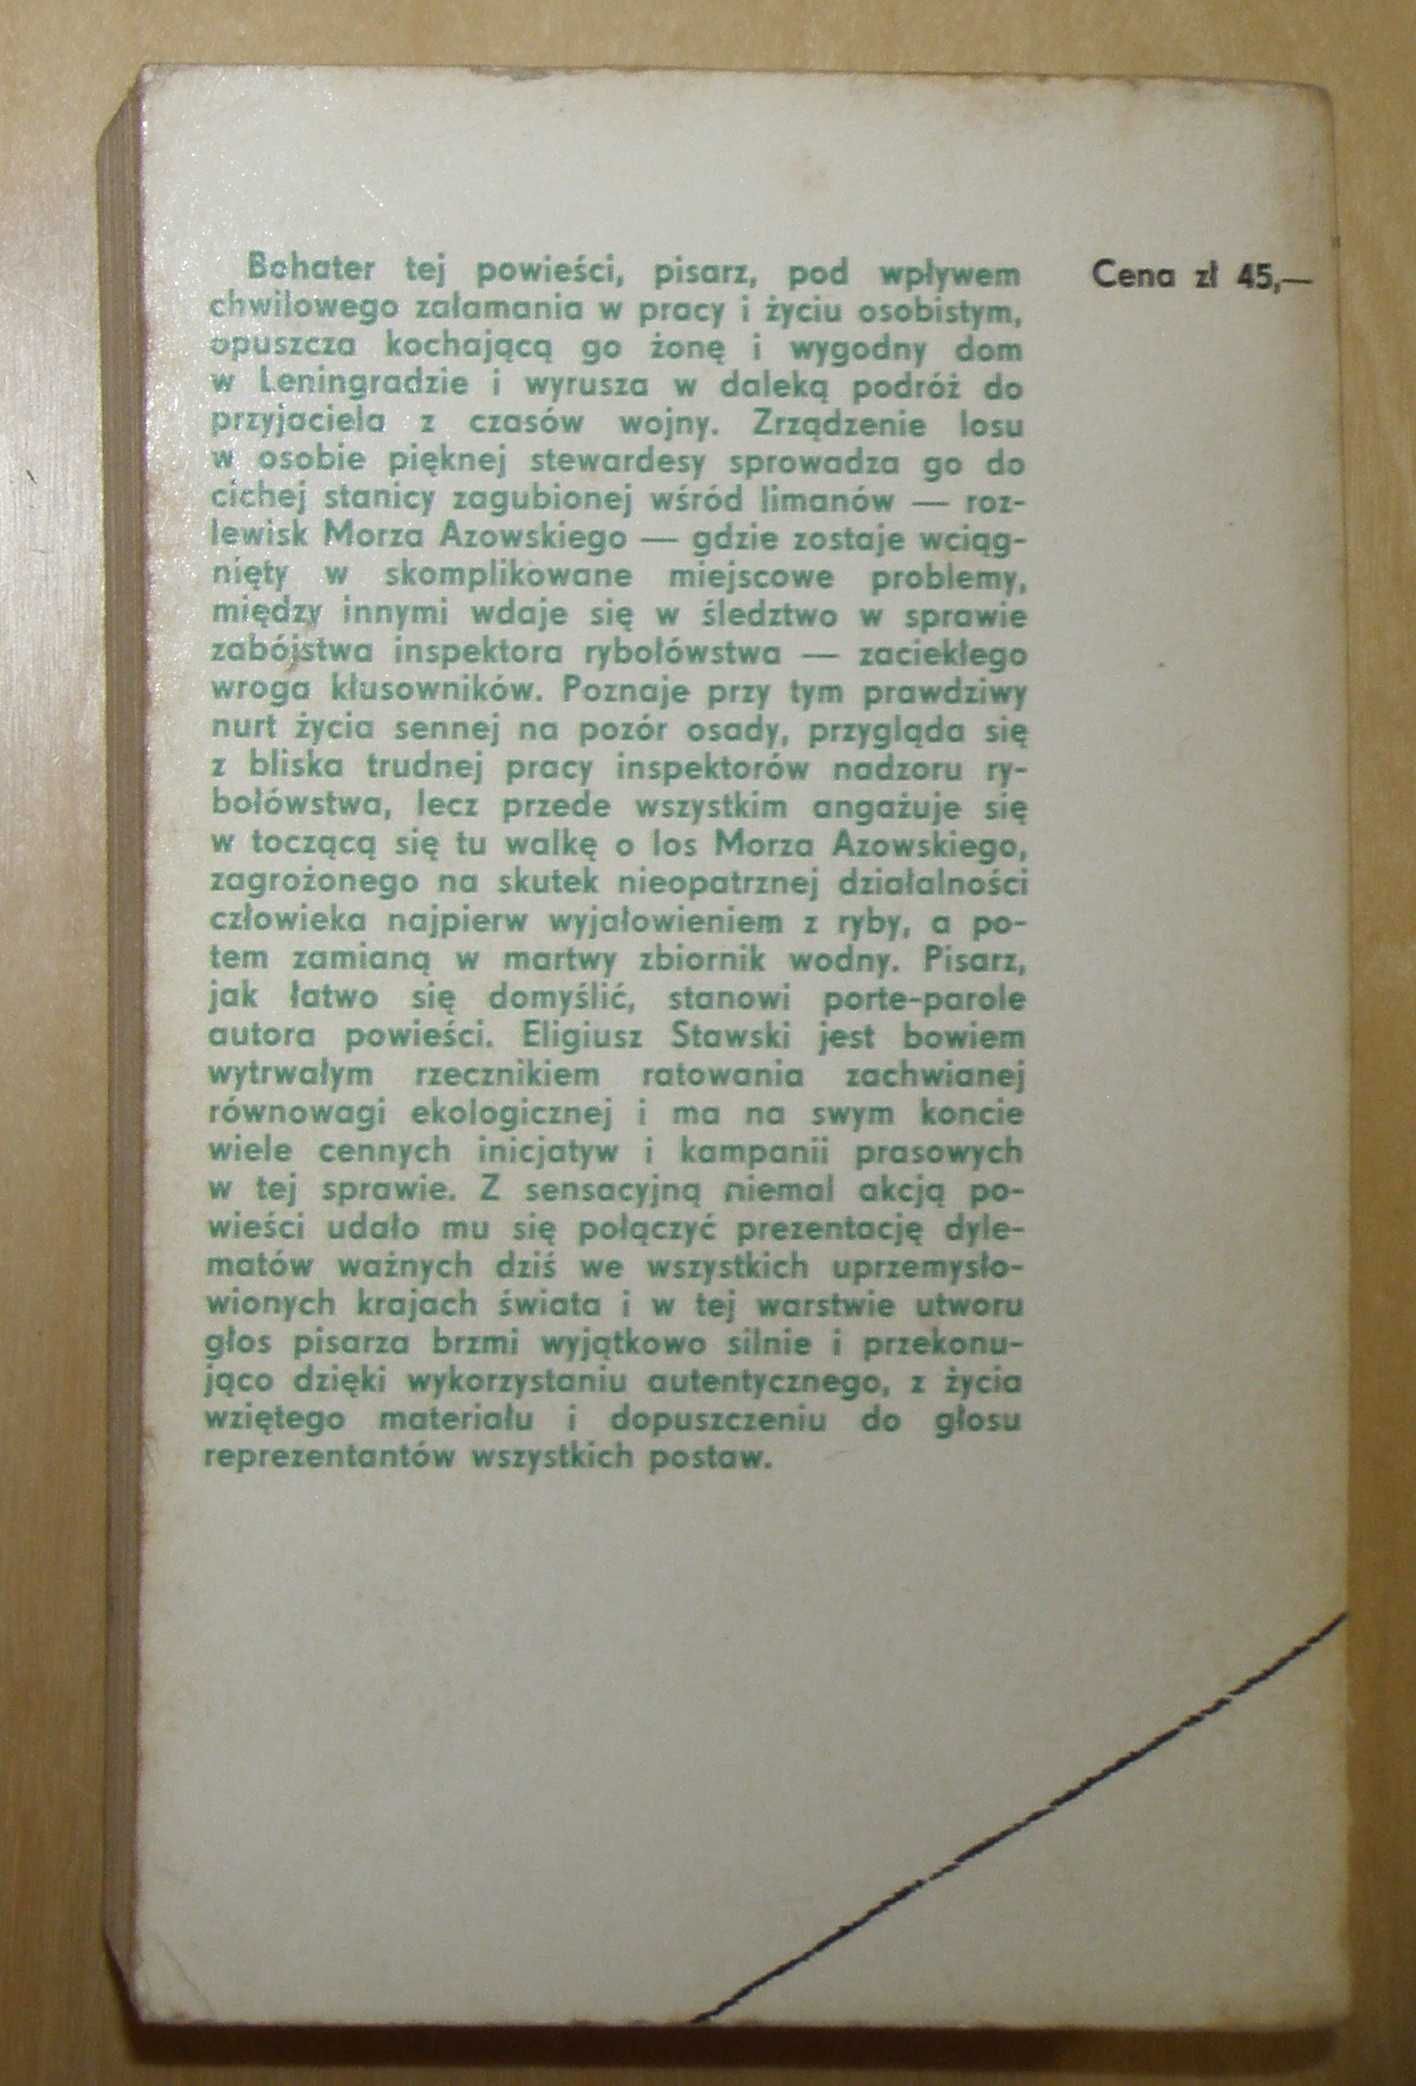 Bohater tej powieści, pisarz, pod wpływem
chwilowego załamania w pracy i życiu osobistym,
opuszcza kochającą go żonę i wygodny dom
w Leningradzie i wyrusza w daleką podróż do
przyjaciela z czasów wojny. Zrządzenie losu
w osobie pięknej stewardesy sprowadza go do
cichej stanicy zagubionej wśród limanów — roz-
lewisk Morza Azowskiego — gdzie zostaje wciąg-
nięty w skomplikowane miejscowe problemy,
między innymi wdaje się w śledztwo w sprawie
zabójstwa inspektora rybołówstwa — zaciekłego
wroga kłusowników. Poznaje przy tym prawdziwy
nurt życia sennej na pozór osady, przygląda się
z bliska trudnej pracy inspektorów nadzoru ry-
bołówstwa, lecz przede wszystkim angażuje się
w toczącą się tu walkę o los Morza Azowskiego,
zagrożonego na skutek nieopatrznej działalności
człowieka najpierw wyjałowieniem z ryby, a po-
tem zamianą w martwy zbiornik wodny. Pisarz,
jak łatwo się domyślić, stanowi porte-parole
autora powieści. Eligiusz Stawski jest bowiem
wytrwałym rzecznikiem ratowania zachwianej
równowagi ekologicznej i ma na swym koncie
wiele cennych inicjatyw i kampanii prasowych
w tej sprawie. Z sensacyjną niemal akcją po-
wieści udało mu się połączyć prezentację dyle-
matów ważnych dziś we wszystkich uprzemysło-
wionych krajach świata i w tej warstwie utworu
głos pisarza brzmi wyjątkowo silnie i przekonu-
jąco dzięki wykorzystaniu autentycznego, z życia
wziętego materiału i dopuszczeniu do głosu
reprezentantów wszystkich postaw.
Cena zł 45,—